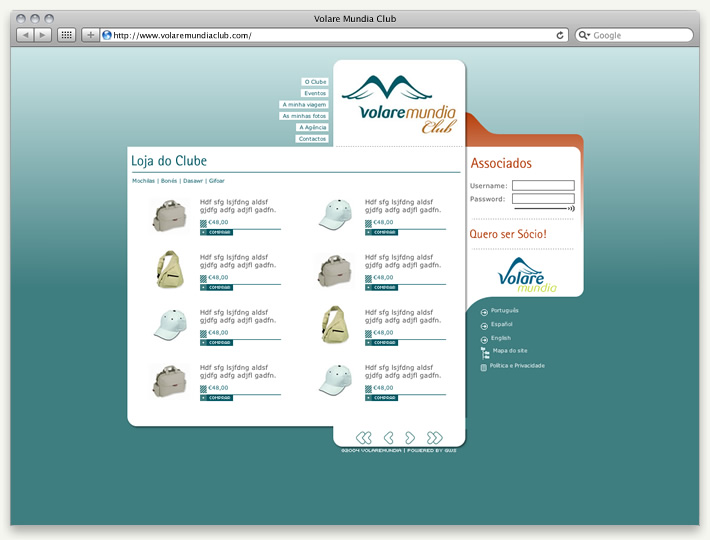 Volare Mundia Club
http://www.volaremundiaclub.com/
Google
O Clube
Eventos
A minha viagem
As minhas fotos
A Agência
Contactos
volaremundia
Club
Loja do Clube
Mochilas | Bonés | Dasawr | Gifsar
Hdf sfg lsjfdng aldsf
gjdfg adfg adjfl gadfn.
€48,00
COMPRAR
Hdf sfg lsjfdng aldsf
gjdfg adfg adjfl gadfn.
€48,00
COMPRAR
Hdf sfg lsjfdng aldsf
gjdfg adfg adjfl gadfn.
€48,00
COMPRAR
Hdf sfg lsjfdng aldsf
gjdfg adfg adjfl gadfn.
€48,00
COMPRAR
Hdf sfg lsjfdng aldsf
gjdfg adfg adjfl gadfn.
€48,00
COMPRAR
Hdf sfg lsjfdng aldsf
gjdfg adfg adjfl gadfn.
€48,00
COMPRAR
Hdf sfg lsjfdng aldsf
gjdfg adfg adjfl gadfn.
€48,00
COMPRAR
Hdf sfg lsjfdng aldsf
gjdfg adfg adjfl gadfn.
€48,00
COMPRAR
Associados
Username:
Password:
Quero ser Sócio!
Volare
mundia
Português
Español
English
Mapa do site
Política e Privacidade
©2004 VOLAREMUNDIA | POWERED BY GWS